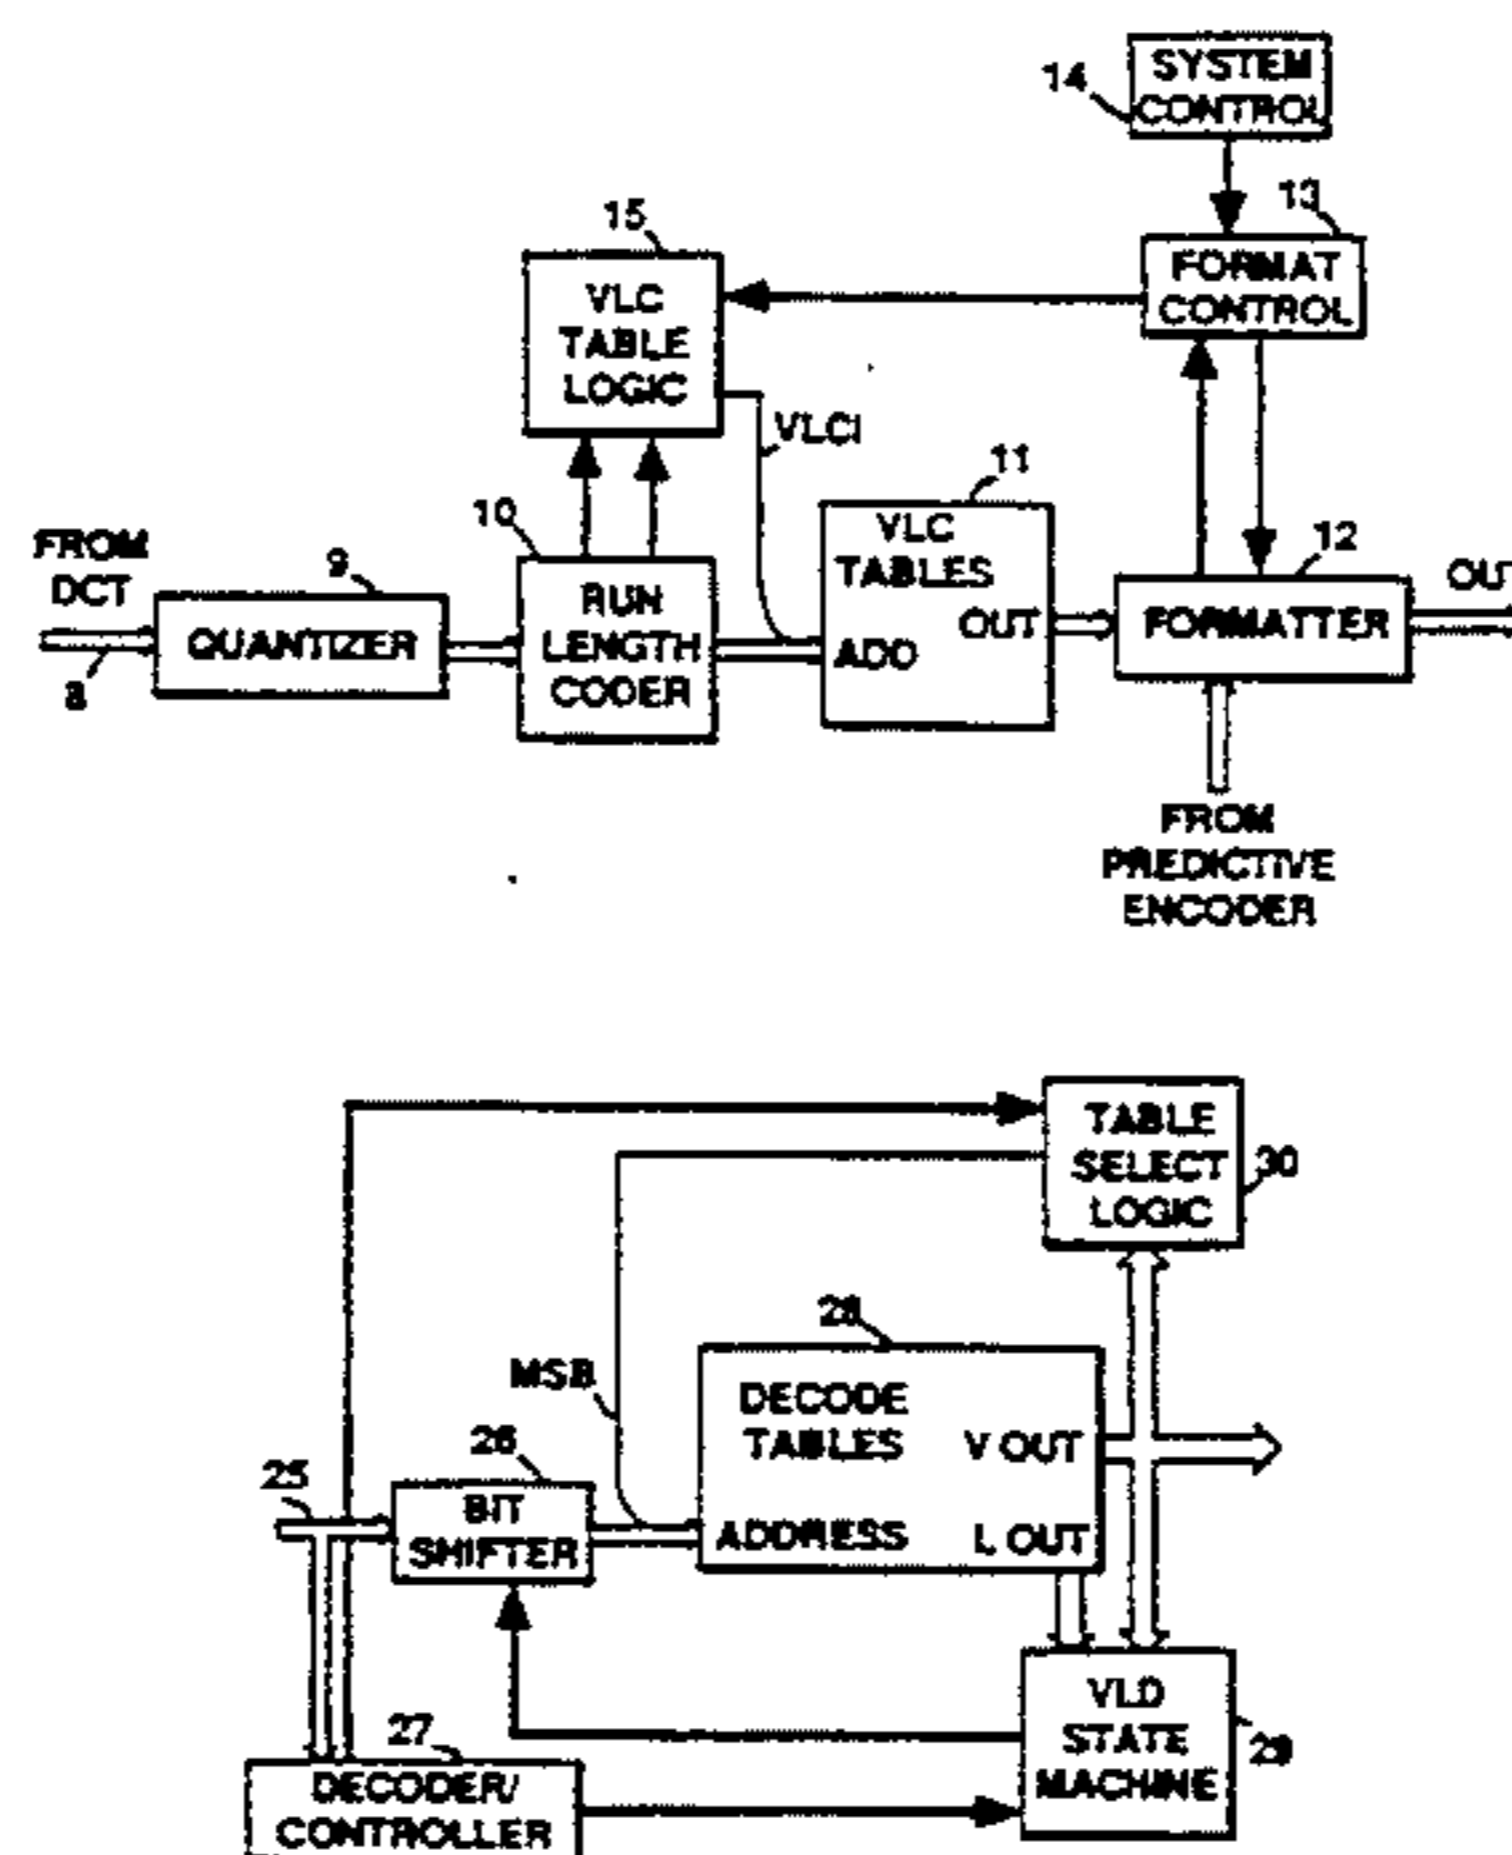 SYSTEM
CONTROL
14
13
FORMAT
CONTROL
15
VLC
TABLE
LOGIC
VLCI
11
VLC
TABLES
ADD
OUT
10
RUN
LENGTH
CODER
12
FORMATTER
OUT
FROM
DCT
8
9
QUANTIZER
FROM
PREDICTIVE
ENCODER
TABLE
SELECT
LOGIC
30
28
MSB
DECODE
TABLES
V OUT
ADDRESS
L OUT
26
25
BIT
SHIFTER
27
DECODER/
CONTROLLER
VLD
STATE
MACHINE
29